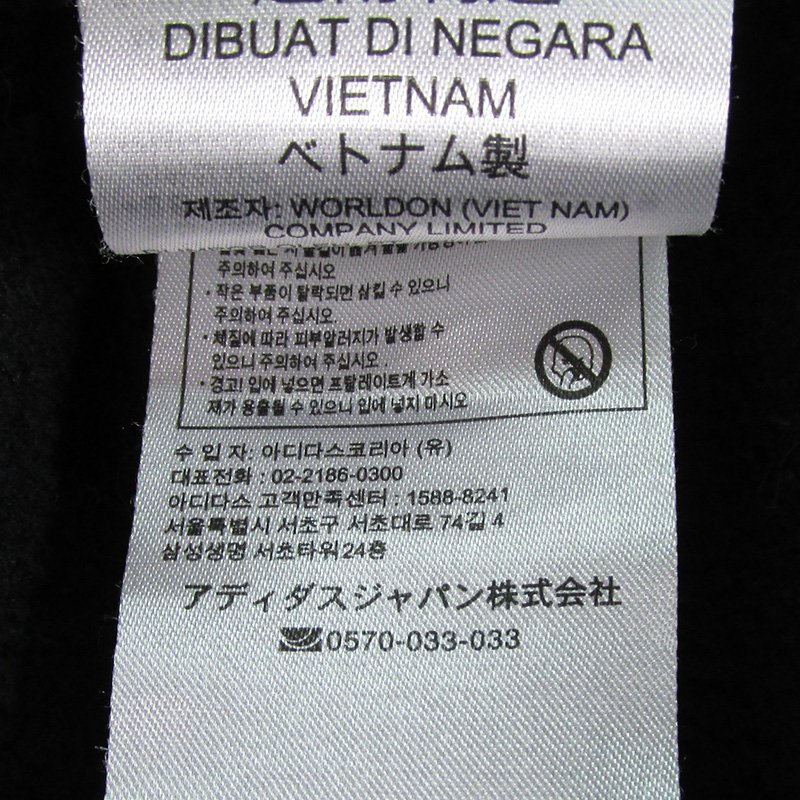 DIBUAT DI NEGARA
VIETNAM
ベトナム製
제조자: WORLDON (VIET NAM)
COMPANY LIMITED
주의하여 주십시오
· 작은 부품이 탈락되면 삼킬 수 있으니
주의하여 주십시오.
· 체질에 따라 피부알러지가 발생할 수
있으니 주의하여 주십시오
· 경고! 입에 넣으면 프탈레이트계 가소
제가 용출될 수 있으니 입에 넣지 마시오
수 입 자: 아디다스코리아 (유)
대표전화 : 02-2186-0300
아디다스 고객만족센터 : 1588-8241
서울특별시 서초구 서초대로 74길 4
삼성생명 서초타워24층
アディダスジャパン株式会社
0570-033-033